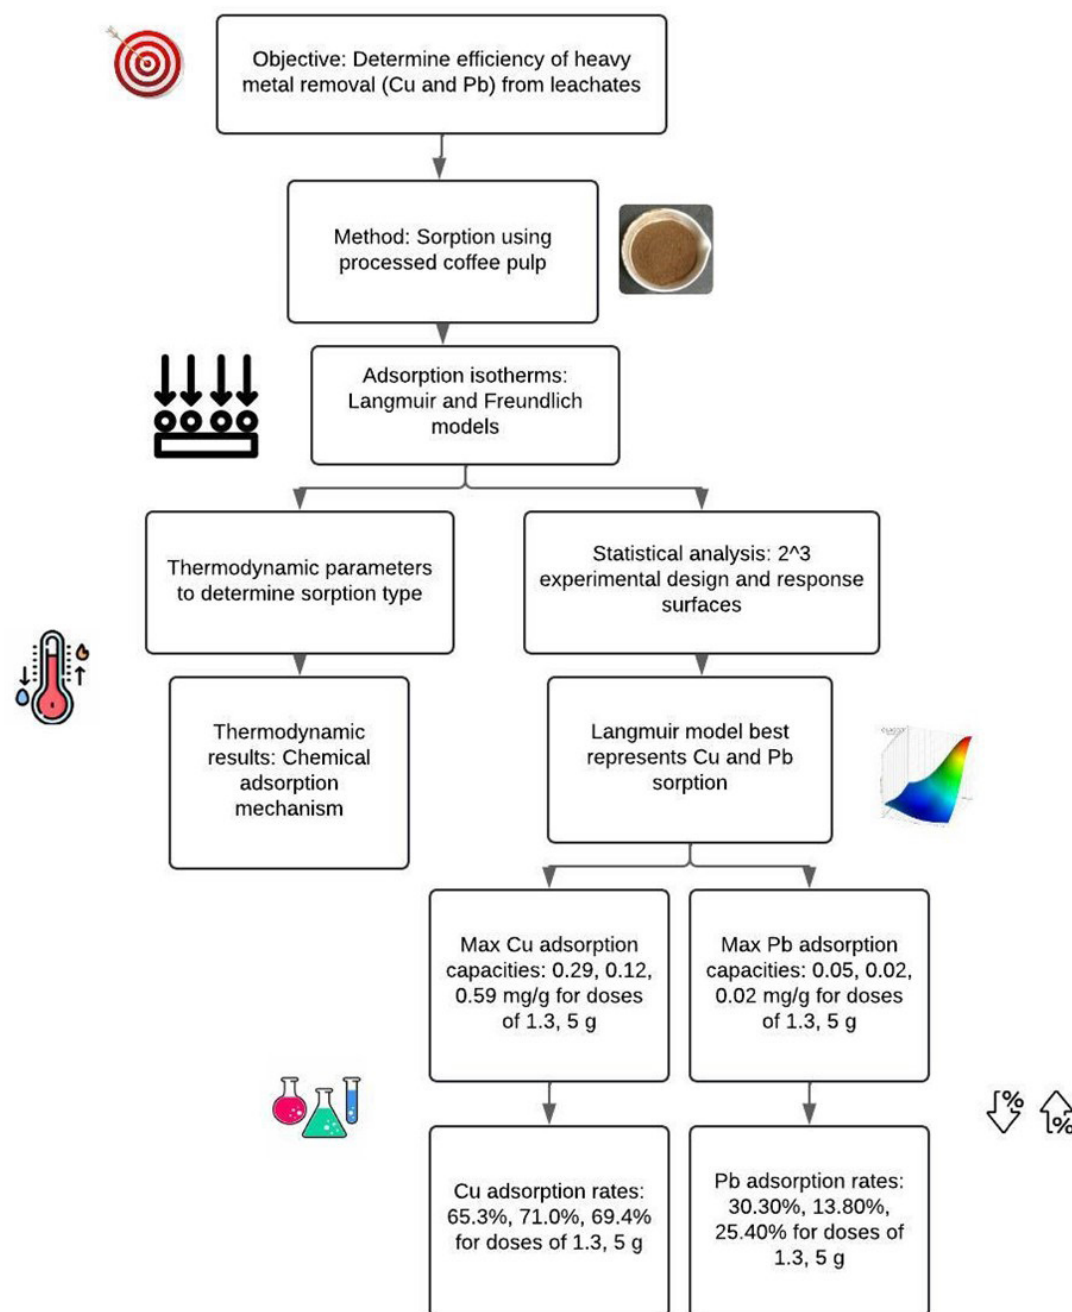 Objective: Determine efficiency of heavy
metal removal (Cu and Pb) from leachates
Method: Sorption using
processed coffee pulp
Adsorption isotherms:
Langmuir and Freundlich
models
Thermodynamic parameters
to determine sorption type
Statistical analysis: 2^3
experimental design and response
surfaces
Thermodynamic
results: Chemical
adsorption
mechanism
Langmuir model best
represents Cu and Pb
sorption
Max Cu adsorption
capacities: 0.29, 0.12,
0.59 mg/g for doses
of 1.3, 5 g
Max Pb adsorption
capacities: 0.05, 0.02,
0.02 mg/g for doses
of 1.3, 5 g
Cu adsorption rates:
65.3%, 71.0%, 69.4%
for doses of 1.3, 5 g
Pb adsorption rates:
30.30%, 13.80%,
25.40% for doses of
1.3, 5 g
%
%